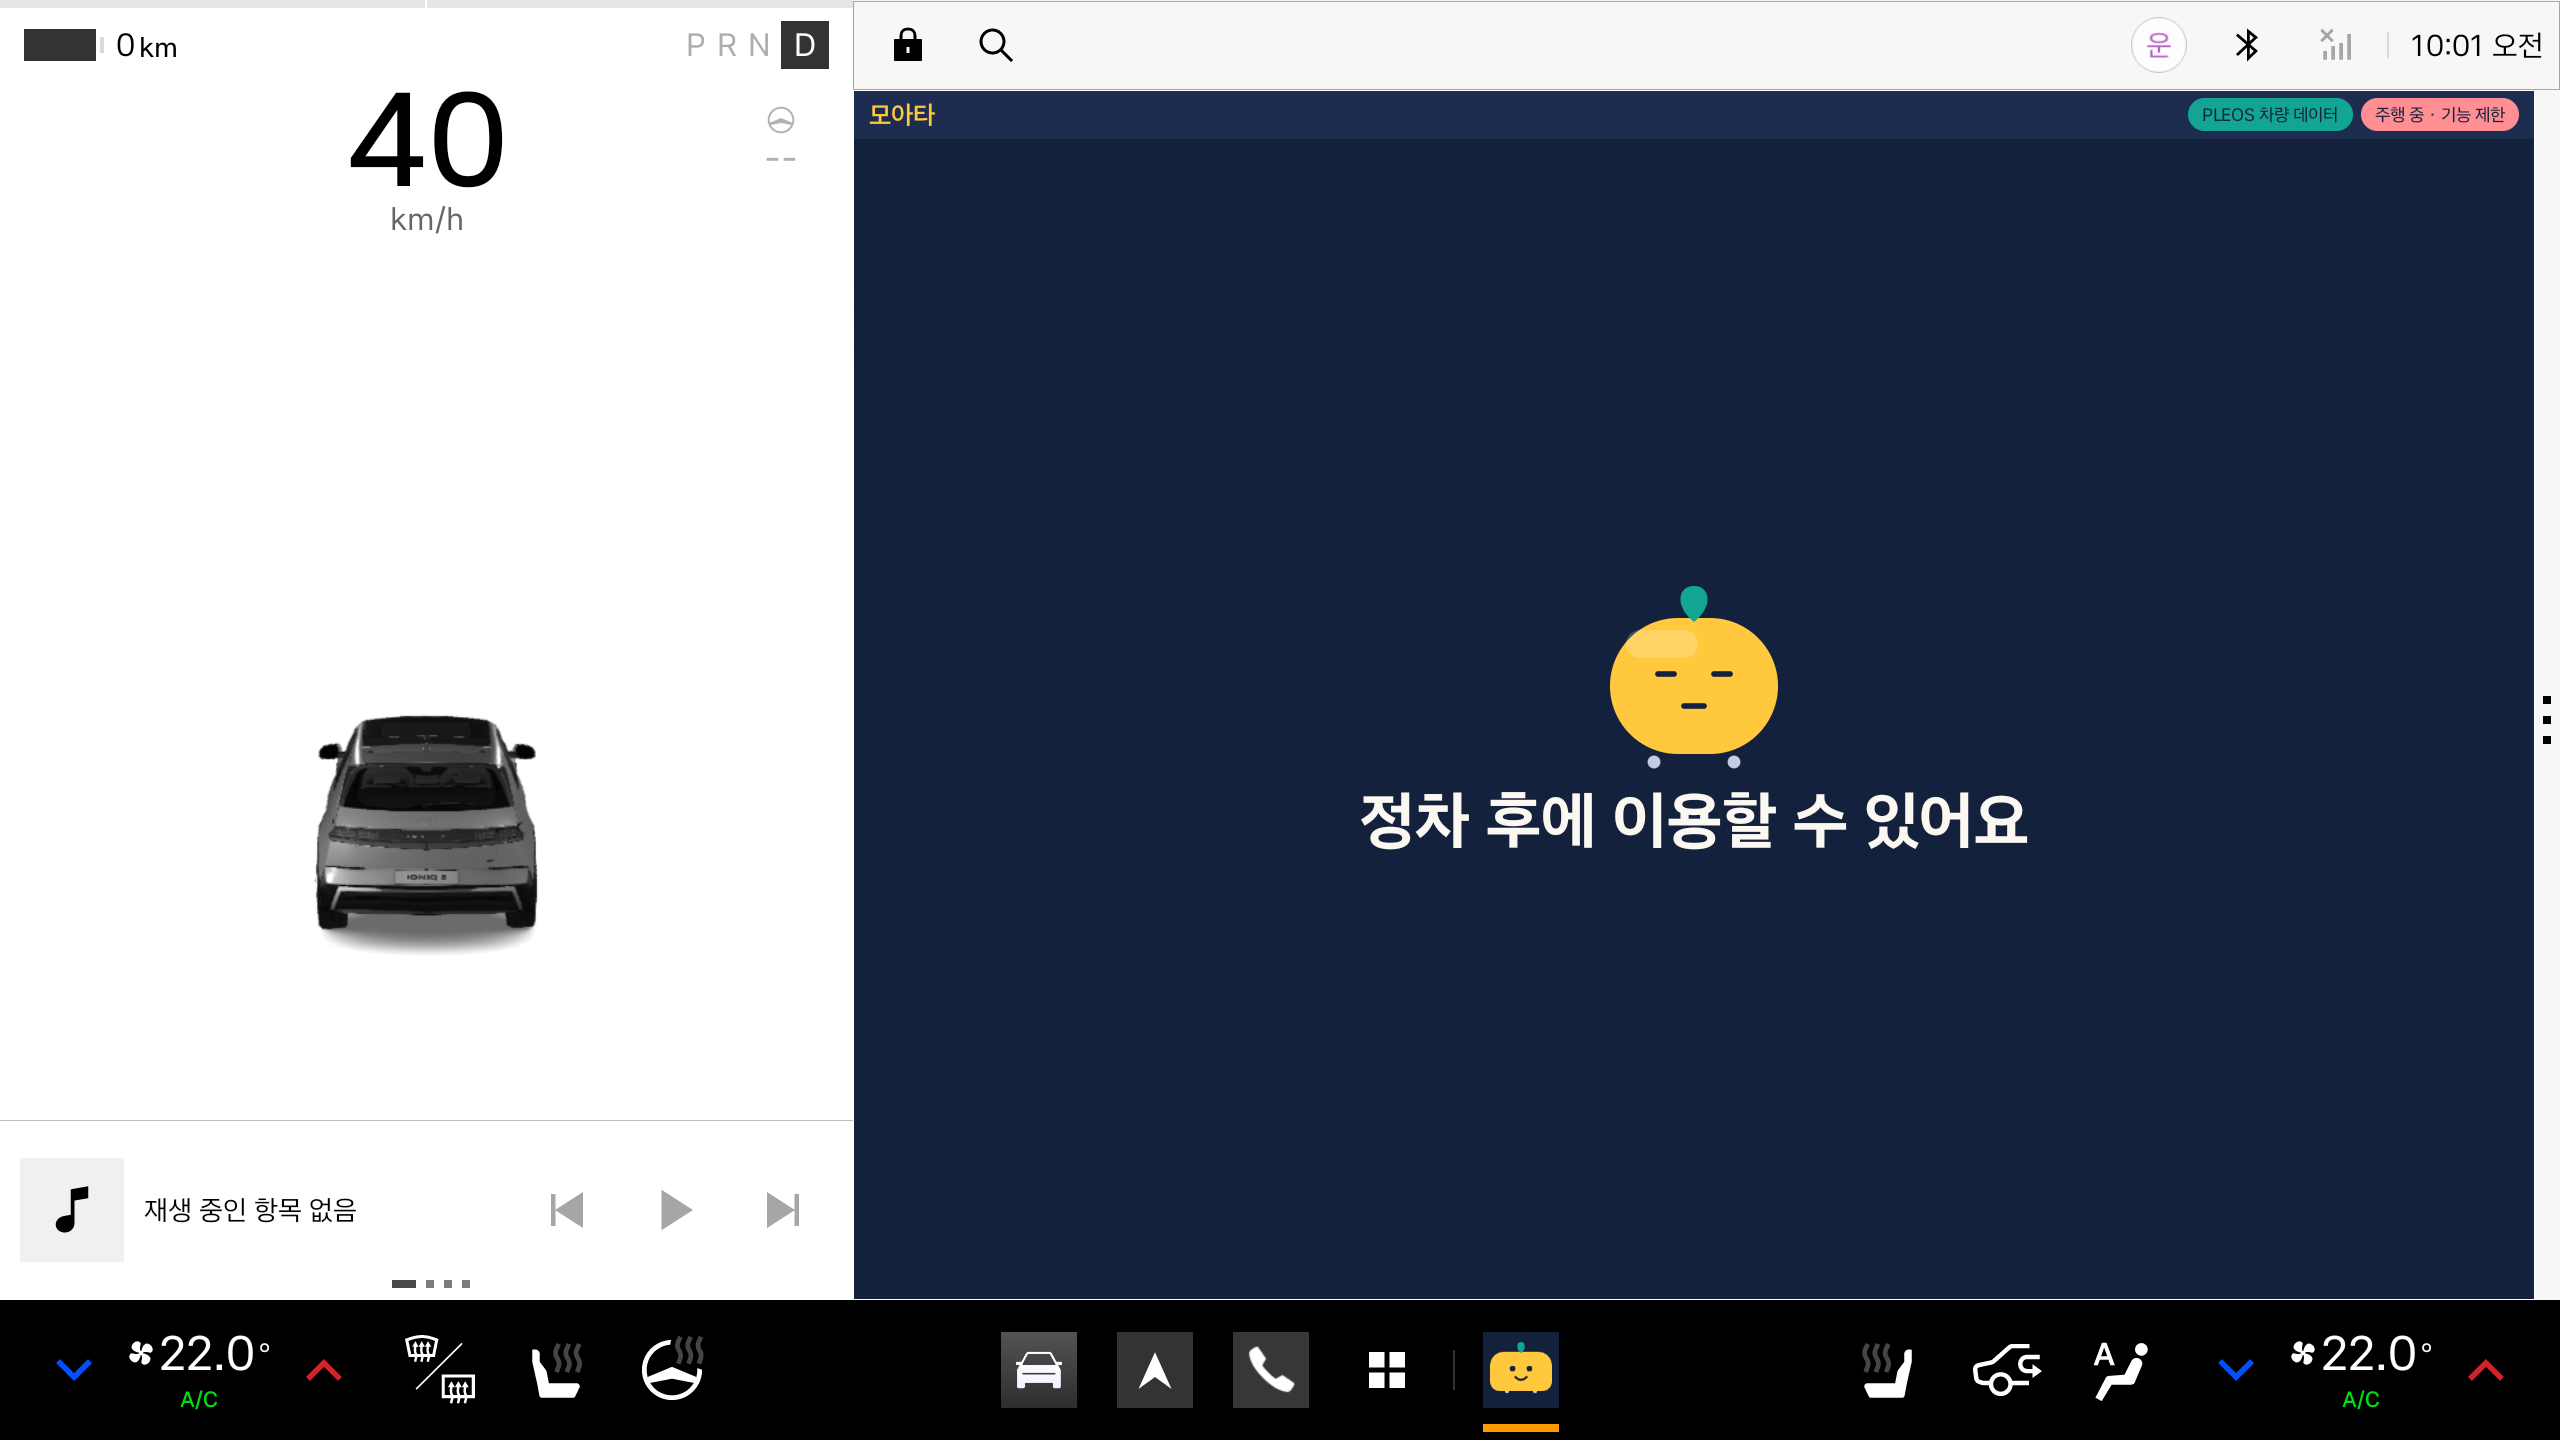 0 km
P R N D
40
km/h
--
재생 중인 항목 없음
운
10:01 오전
모아타
PLEOS 차량 데이터
주행 중 · 기능 제한
정차 후에 이용할 수 있어요
22.0°
A/C
A
22.0°
A/C